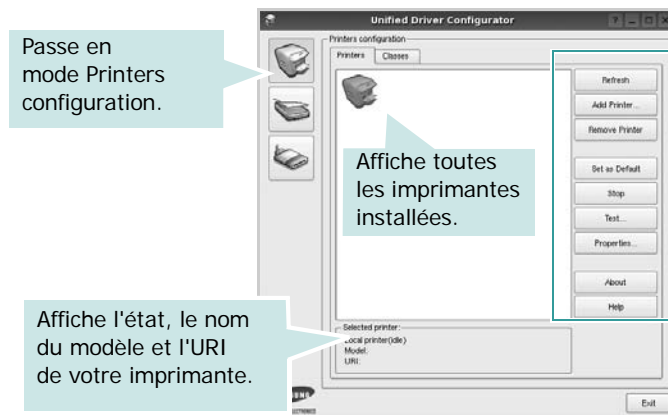 Unified Driver Configurator
Passe en
mode Printers
configuration.
Printers configuration
Printers
Classes
Refresh
Add Printer...
Remove Printer
Set as Default
Stop
Test...
Properties...
About
Help
Affiche toutes
les imprimantes
installées.
Affiche l'état, le nom
du modèle et l'URI
de votre imprimante.
Selected printer:
Local printer(idle)
Model:
URI:
Exit